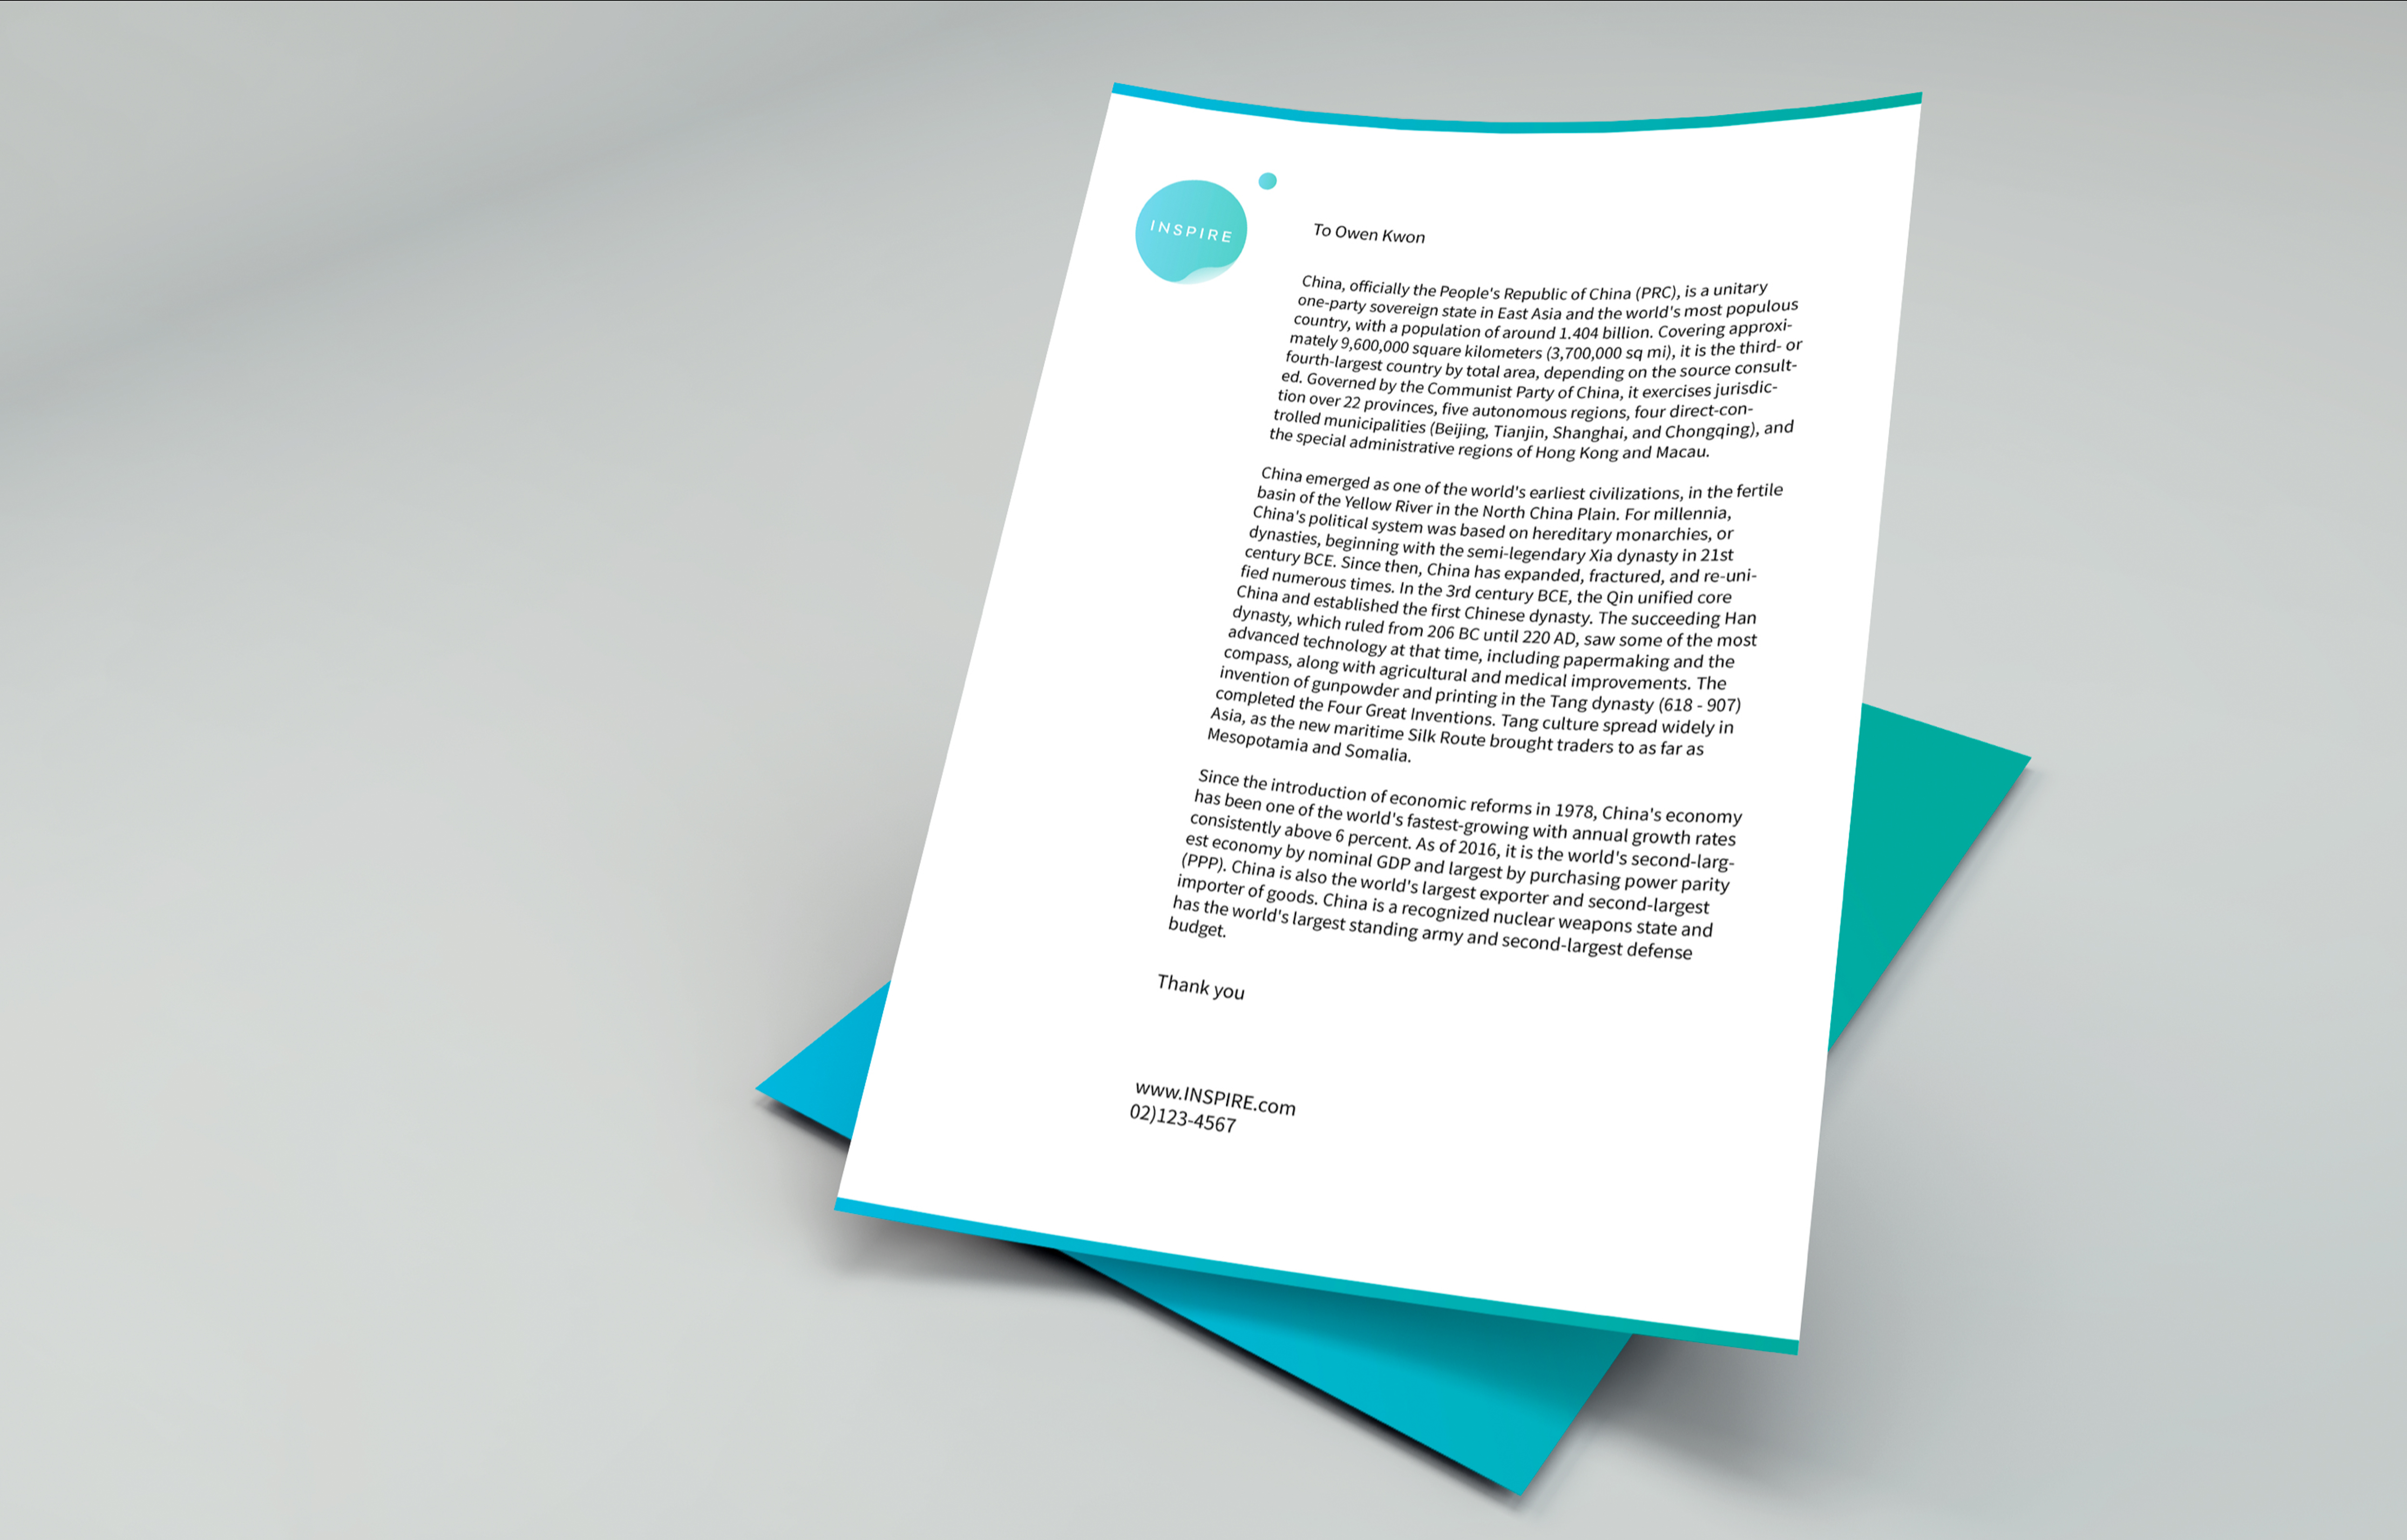 INSPIRE
To Owen Kwon
China, officially the People's Republic of China (PRC), is a unitary
one-party sovereign state in East Asia and the world's most populous
country, with a population of around 1.404 billion. Covering approxi-
mately 9,600,000 square kilometers (3,700,000 sq mi), it is the third- or
fourth-largest country by total area, depending on the source consult-
ed. Governed by the Communist Party of China, it exercises jurisdic-
tion over 22 provinces, five autonomous regions, four direct-con-
trolled municipalities (Beijing, Tianjin, Shanghai, and Chongqing), and
the special administrative regions of Hong Kong and Macau.
China emerged as one of the world's earliest civilizations, in the fertile
basin of the Yellow River in the North China Plain. For millennia,
China's political system was based on hereditary monarchies, or
dynasties, beginning with the semi-legendary Xia dynasty in 21st
century BCE. Since then, China has expanded, fractured, and re-uni-
fied numerous times. In the 3rd century BCE, the Qin unified core
China and established the first Chinese dynasty. The succeeding Han
dynasty, which ruled from 206 BC until 220 AD, saw some of the most
advanced technology at that time, including papermaking and the
compass, along with agricultural and medical improvements. The
invention of gunpowder and printing in the Tang dynasty (618 - 907)
completed the Four Great Inventions. Tang culture spread widely in
Asia, as the new maritime Silk Route brought traders to as far as
Mesopotamia and Somalia.
Since the introduction of economic reforms in 1978, China's economy
has been one of the world's fastest-growing with annual growth rates
consistently above 6 percent. As of 2016, it is the world's second-larg-
est economy by nominal GDP and largest by purchasing power parity
(PPP). China is also the world's largest exporter and second-largest
importer of goods. China is a recognized nuclear weapons state and
has the world's largest standing army and second-largest defense
budget.
Thank you
www.INSPIRE.com
02)123-4567